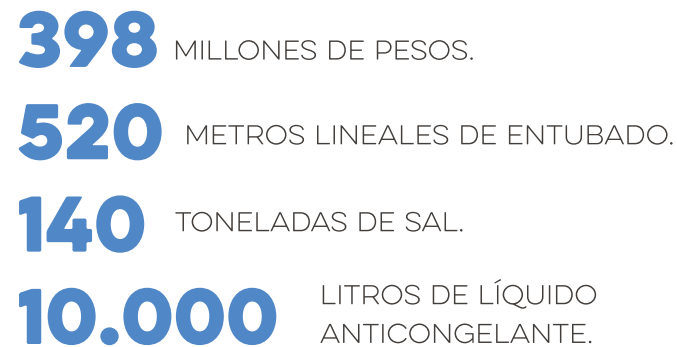 398 MILLONES DE PESOS.
520 METROS LINEALES DE ENTUBADO.
140 TONELADAS DE SAL.
10.000 LITROS DE LÍQUIDO
ANTICONGELANTE.